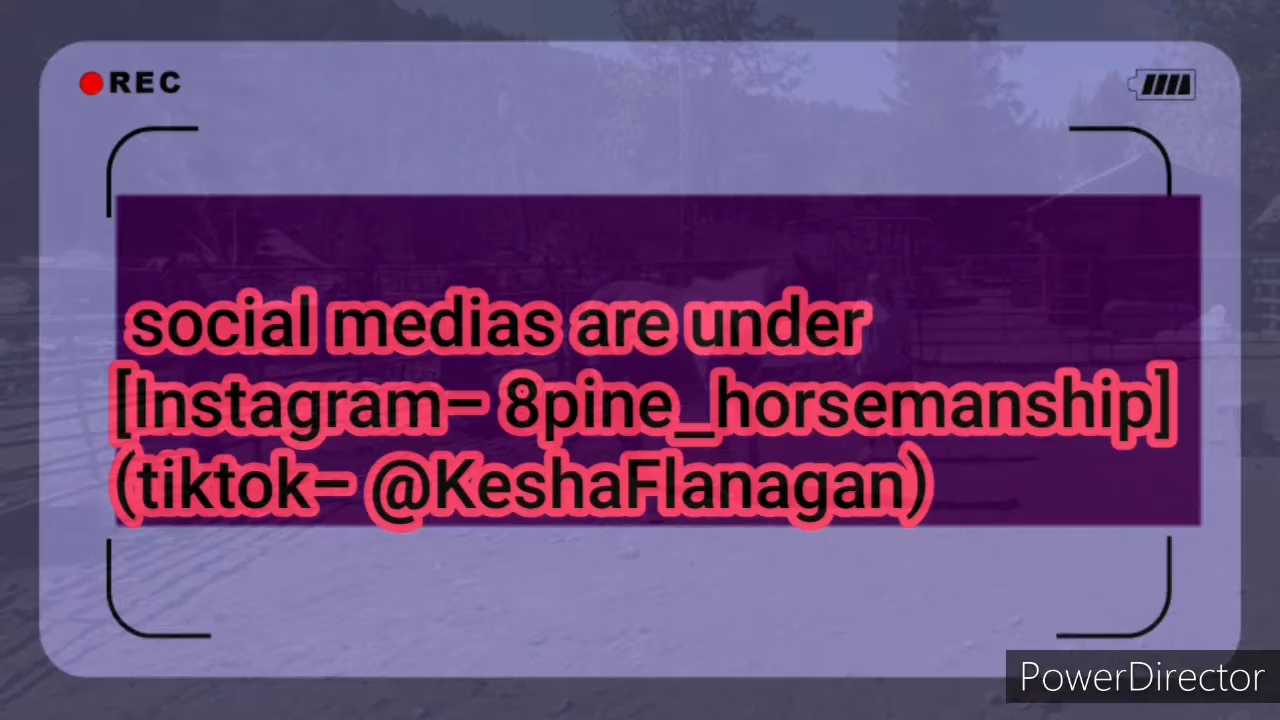 REC
social medias are under
[Instagram– 8pine_horsemanship]
(tiktok– @KeshaFlanagan)
PowerDirector